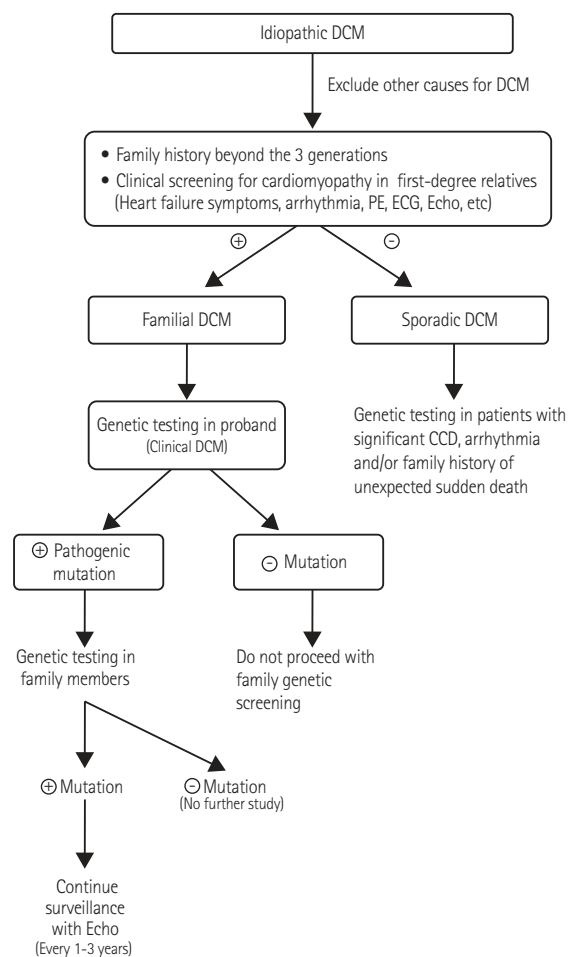 Idiopathic DCM
Exclude other causes for DCM
• Family history beyond the 3 generations
• Clinical screening for cardiomyopathy in first-degree relatives
(Heart failure symptoms, arrhythmia, PE, ECG, Echo, etc)
⊕
⊖
Familial DCM
Sporadic DCM
Genetic testing in proband
(Clinical DCM)
Genetic testing in patients with
significant CCD, arrhythmia
and/or family history of
unexpected sudden death
⊕ Pathogenic
mutation
⊖ Mutation
Genetic testing in
family members
Do not proceed with
family genetic
screening
⊕ Mutation
⊖ Mutation
(No further study)
Continue
surveillance
with Echo
(Every 1-3 years)